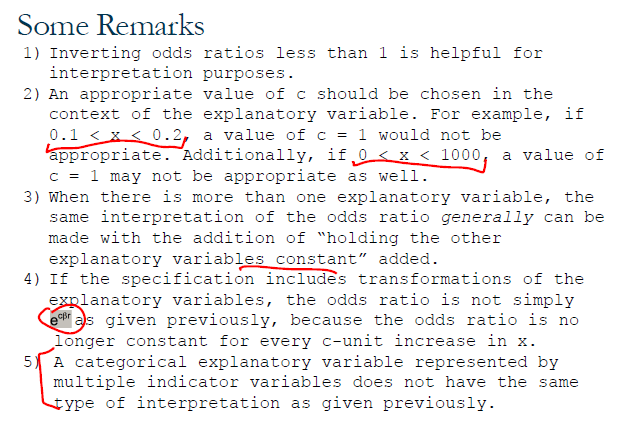 Some Remarks
1) Inverting odds ratios less than 1 is helpful for
interpretation purposes.
2) An appropriate value of c should be chosen in the
context of the explanatory variable. For example, if
0.1 < x < 0.2, a value of c = 1 would not be
appropriate. Additionally, if 0 < x < 1000, a value of
c = 1 may not be appropriate as well.
3) When there is more than one explanatory variable, the
same interpretation of the odds ratio generally can be
made with the addition of “holding the other
explanatory variables constant” added.
4) If the specification includes transformations of the
explanatory variables, the odds ratio is not simply
e^cβr as given previously, because the odds ratio is no
longer constant for every c-unit increase in x.
5) A categorical explanatory variable represented by
multiple indicator variables does not have the same
type of interpretation as given previously.